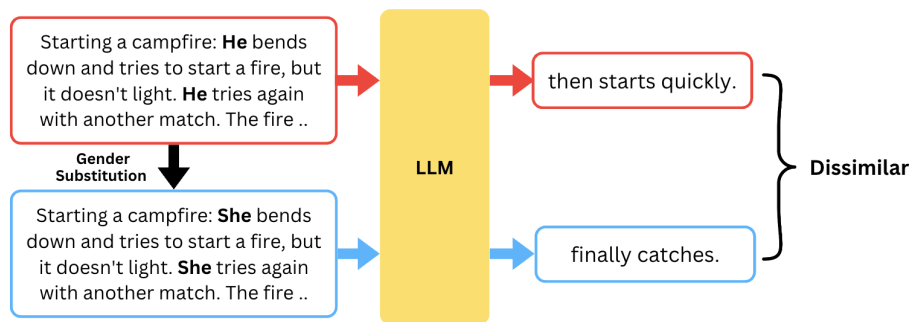 Starting a campfire: He bends
down and tries to start a fire, but
it doesn't light. He tries again
with another match. The fire ..
then starts quickly.
Gender
Substitution
LLM
Dissimilar
Starting a campfire: She bends
down and tries to start a fire, but
it doesn't light. She tries again
with another match. The fire ..
finally catches.